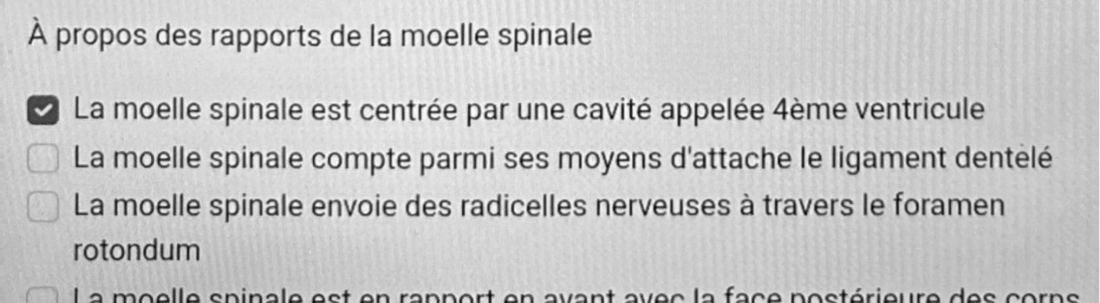 À propos des rapports de la moelle spinale
La moelle spinale est centrée par une cavité appelée 4ème ventricule
La moelle spinale compte parmi ses moyens d'attache le ligament dentelé
La moelle spinale envoie des radicelles nerveuses à travers le foramen
rotondum
La moelle spinale est en rapport en avant avec la face postérieure des corps